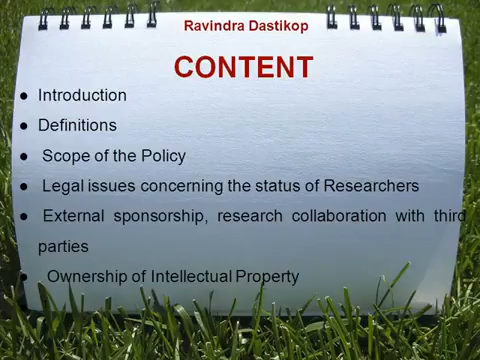 Ravindra Dastikop
CONTENT
● Introduction
● Definitions
● Scope of the Policy
● Legal issues concerning the status of Researchers
● External sponsorship, research collaboration with third
parties
● Ownership of Intellectual Property